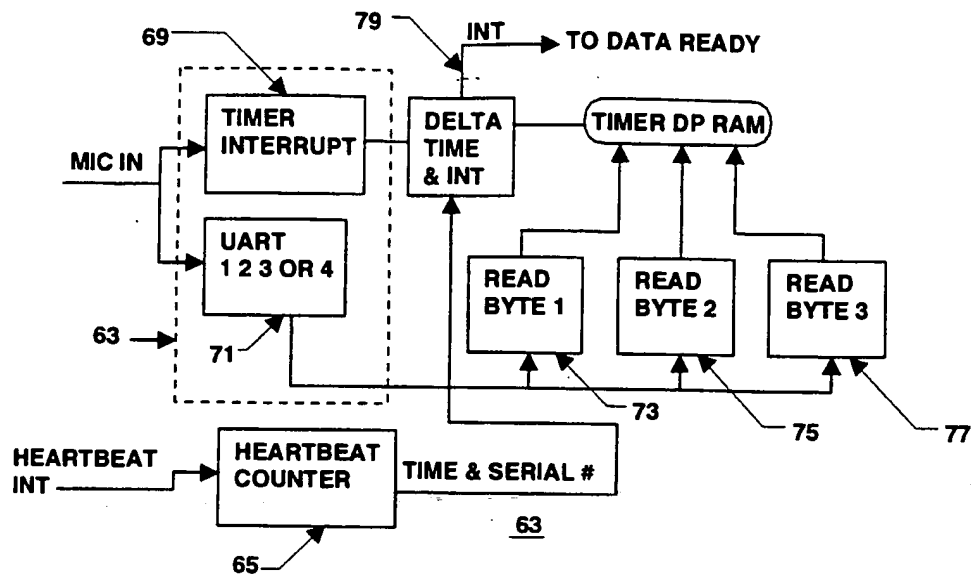 75
INT
79
TO DATA READY
69
TIMER
INTERRUPT
DELTA
TIME
& INT
TIMER DP RAM
MIC IN
UART
1 2 3 OR 4
READ
BYTE 1
READ
BYTE 2
READ
BYTE 3
63
71
73
75
77
HEARTBEAT
INT
HEARTBEAT
COUNTER
TIME & SERIAL #
63
65